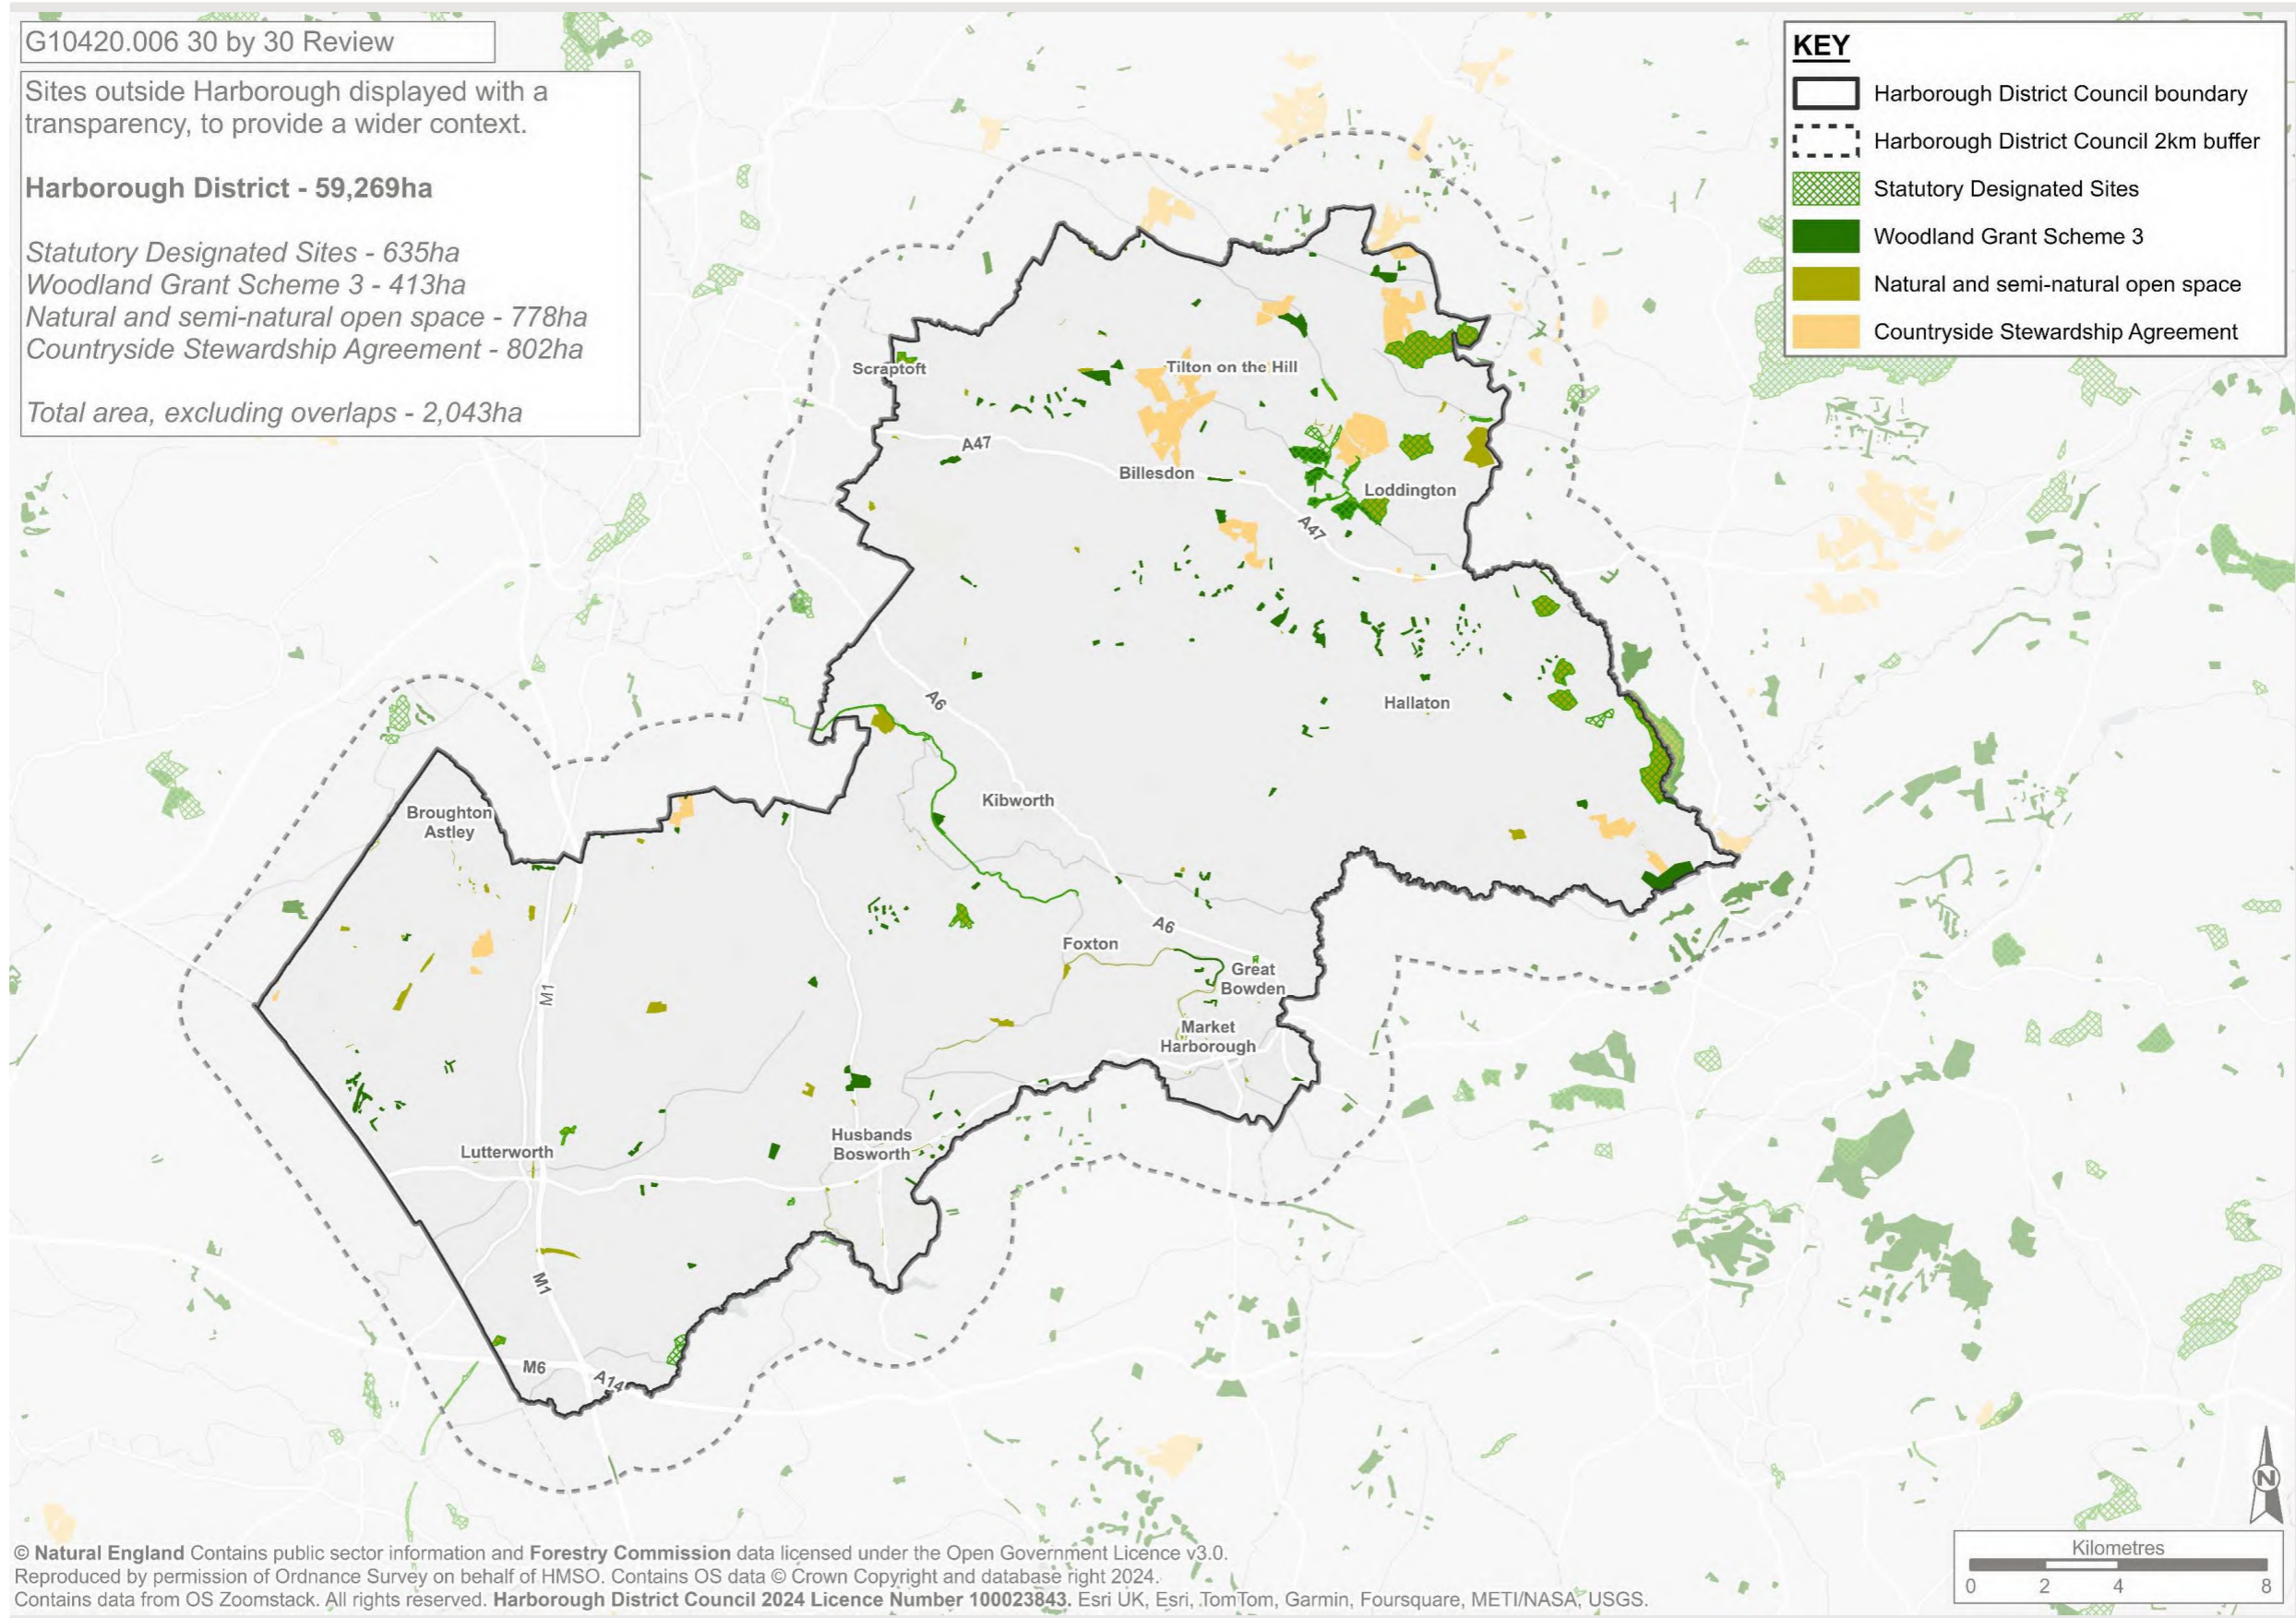 G10420.006 30 by 30 Review
Sites outside Harborough displayed with a
transparency, to provide a wider context.
Harborough District - 59,269ha
Statutory Designated Sites - 635ha
Woodland Grant Scheme 3 - 413ha
Natural and semi-natural open space - 778ha
Countryside Stewardship Agreement - 802ha
Total area, excluding overlaps - 2,043ha
KEY
Harborough District Council boundary
Harborough District Council 2km buffer
Statutory Designated Sites
Woodland Grant Scheme 3
Natural and semi-natural open space
Countryside Stewardship Agreement
Scraptoft
Tilton on the Hill
A47
Billesdon
Loddington
A47
A6
Hallaton
Kibworth
Broughton
Astley
A6
Foxton
Great
Bowden
M1
Market
Harborough
Husbands
Bosworth
Lutterworth
M1
M6
A14
N
Kilometres
0 2 4 8
© Natural England Contains public sector information and Forestry Commission data licensed under the Open Government Licence v3.0.
Reproduced by permission of Ordnance Survey on behalf of HMSO. Contains OS data © Crown Copyright and database right 2024.
Contains data from OS Zoomstack. All rights reserved. Harborough District Council 2024 Licence Number 100023843. Esri UK, Esri, TomTom, Garmin, Foursquare, METI/NASA, USGS.